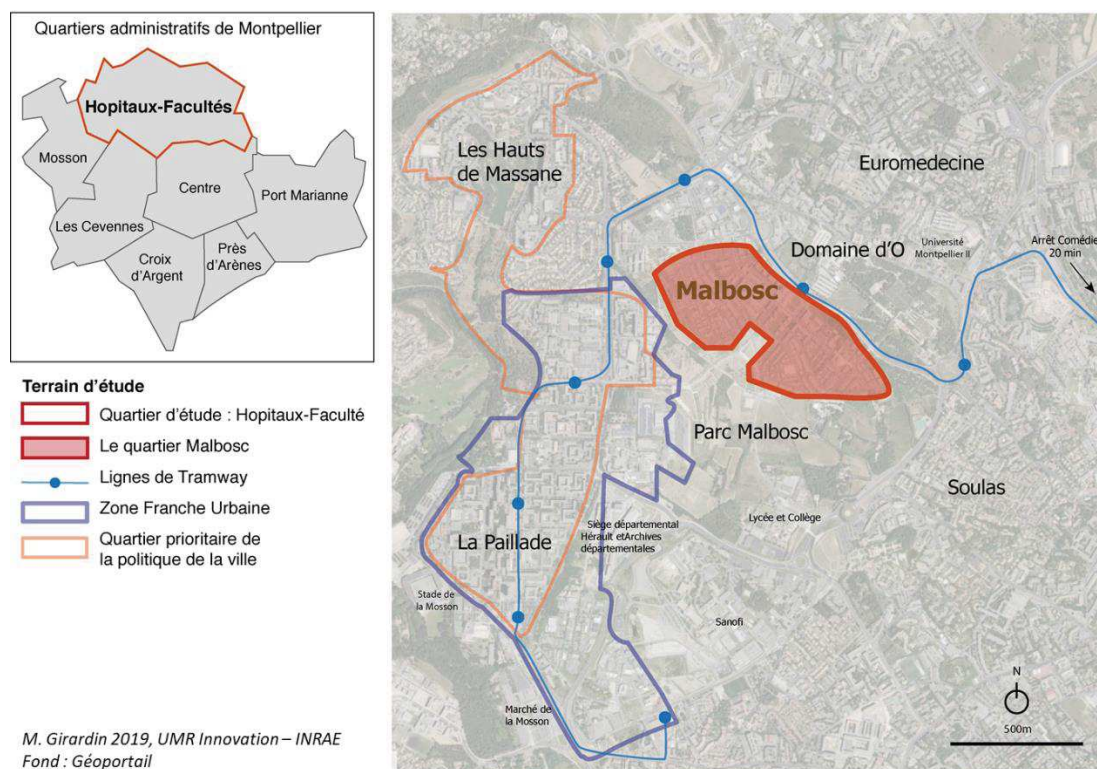 Quartiers administratifs de Montpellier
Hopitaux-Facultés
Mosson
Centre
Port Marianne
Les Cevennes
Près
d'Arènes
Croix
d'Argent
Terrain d'étude
Quartier d'étude : Hopitaux-Faculté
Le quartier Malbosc
Lignes de Tramway
Zone Franche Urbaine
Quartier prioritaire de
la politique de la ville
M. Girardin 2019, UMR Innovation – INRAE
Fond : Géoportail
Les Hauts
de Massane
Euromedecine
Domaine d'O
Université
Montpellier II
Arrêt Comédie
20 min
Malbosc
Parc Malbosc
Soulas
Lycée et Collège
Siège départemental
Hérault etArchives
départementales
La Paillade
Stade de
la Mosson
Sanofi
Marché de
la Mosson
N
500m